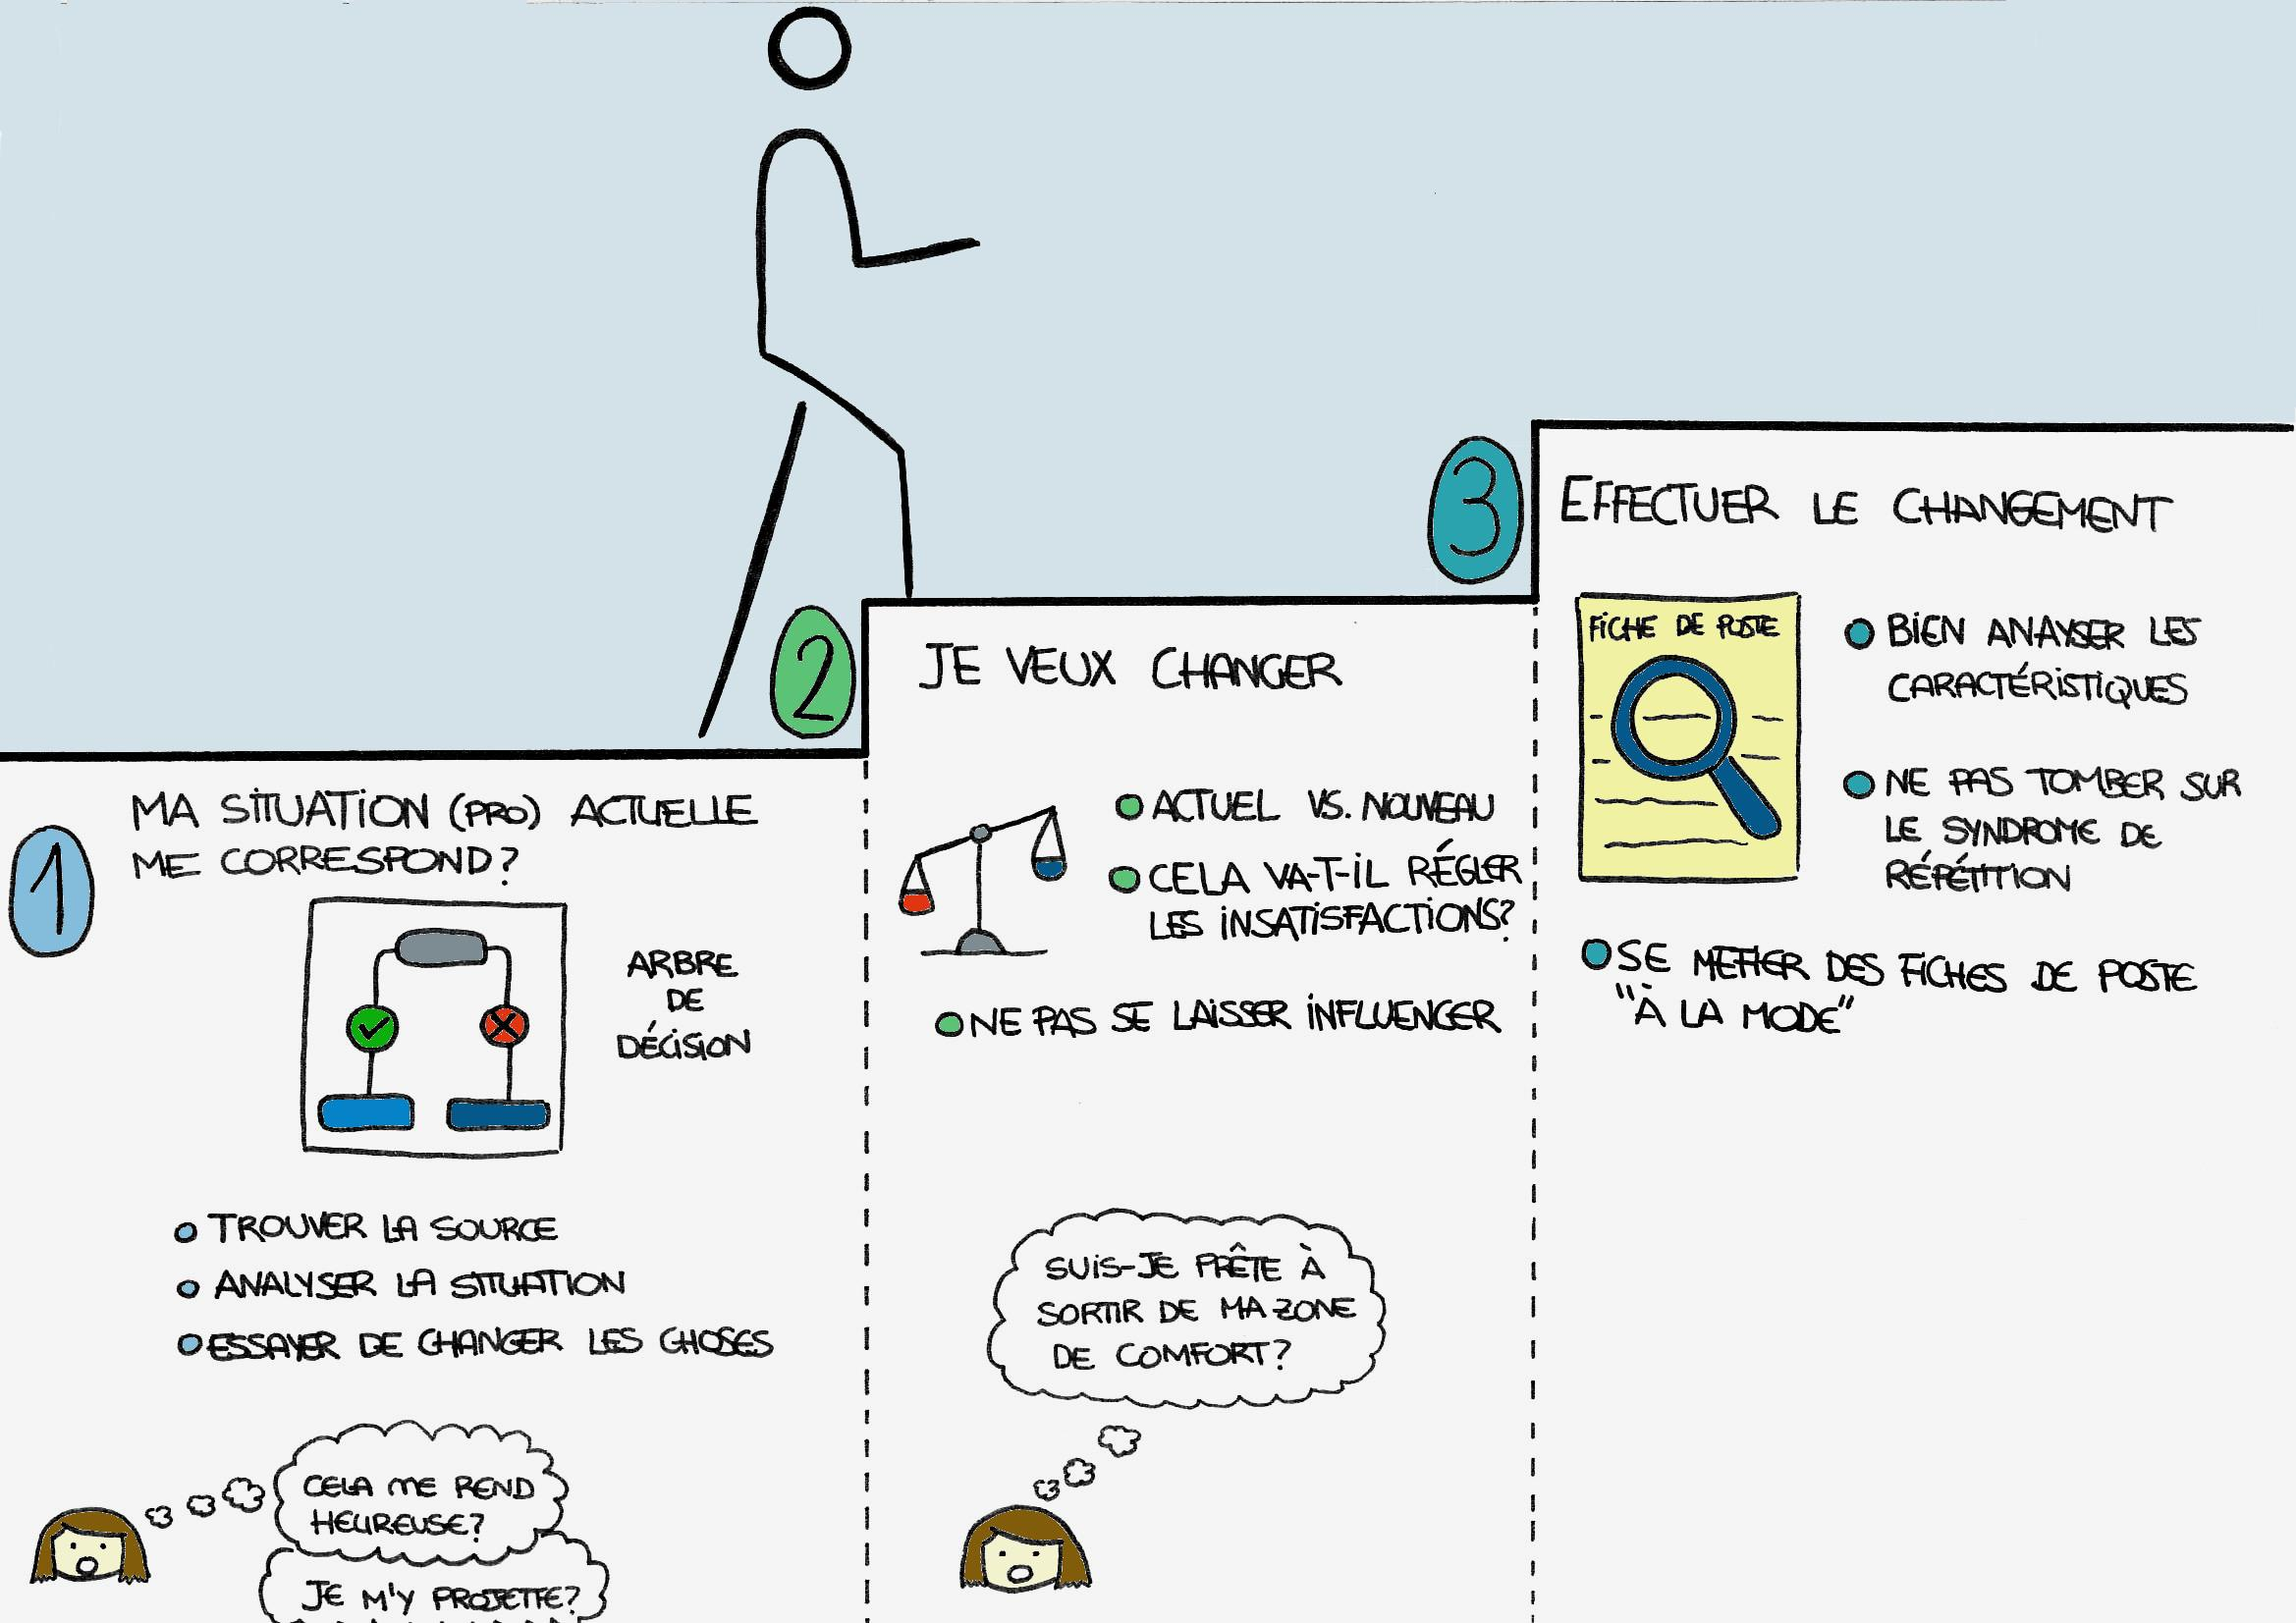 1
MA SITUATION (PRO) ACTUELLE
ME CORRESPOND?
ARBRE
DE
DÉCISION
TROUVER LA SOURCE
ANALYSER LA SITUATION
ESSAYER DE CHANGER LES CHOSES
CELA ME REND
HEUREUSE?
JE M'Y PROJETTE?
2
JE VEUX CHANGER
ACTUEL VS. NOUVEAU
CELA VA-T-IL RÉGLER
LES INSATISFACTIONS?
NE PAS SE LAISSER INFLUENCER
SUIS-JE PRÊTE À
SORTIR DE MA ZONE
DE COMFORT?
3
EFFECTUER LE CHANGEMENT
FICHE DE POSTE
BIEN ANAYSER LES
CARACTÉRISTIQUES
NE PAS TOMBER SUR
LE SYNDROME DE
RÉPÉTITION
SE METIER DES FICHES DE POSTE
"À LA MODE"